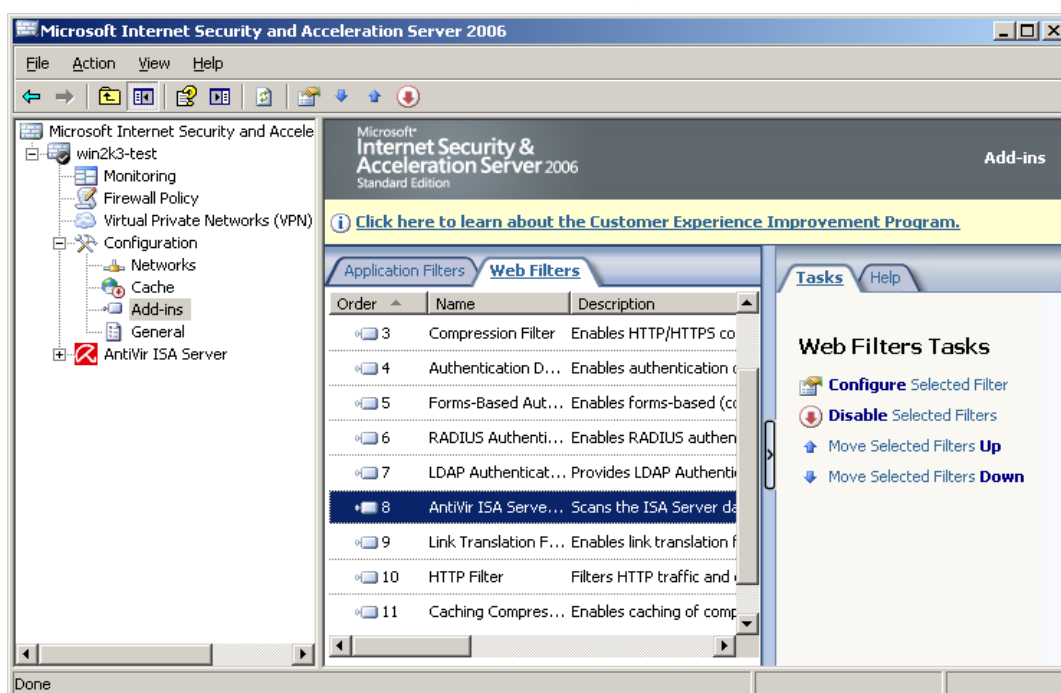 Microsoft Internet Security and Acceleration Server 2006
File Action View Help
Microsoft Internet Security and Accele
win2k3-test
Monitoring
Firewall Policy
Virtual Private Networks (VPN)
Configuration
Networks
Cache
Add-ins
General
AntiVir ISA Server
Microsoft
Internet Security &
Acceleration Server 2006
Standard Edition
Add-ins
Click here to learn about the Customer Experience Improvement Program.
Application Filters Web Filters
Order Name Description
3 Compression Filter Enables HTTP/HTTPS co
4 Authentication D... Enables authentication
5 Forms-Based Aut... Enables forms-based (co
6 RADIUS Authenti... Enables RADIUS authen
7 LDAP Authenticat... Provides LDAP Authenti
8 AntiVir ISA Serve... Scans the ISA Server da
9 Link Translation F... Enables link translation f
10 HTTP Filter Filters HTTP traffic and
11 Caching Compres... Enables caching of comp
Tasks Help
Web Filters Tasks
Configure Selected Filter
Disable Selected Filters
Move Selected Filters Up
Move Selected Filters Down
Done